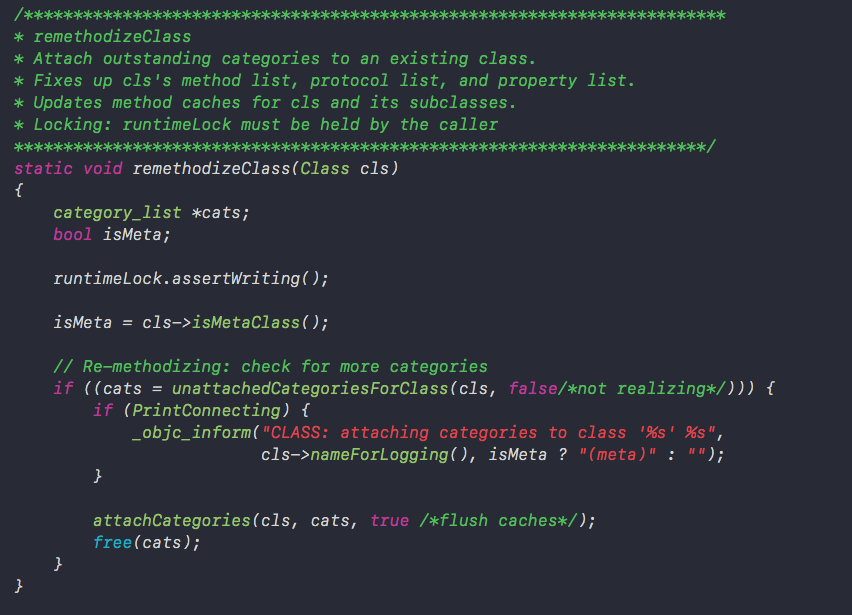 /***********************************************************************
* remethodizeClass
* Attach outstanding categories to an existing class.
* Fixes up cls's method list, protocol list, and property list.
* Updates method caches for cls and its subclasses.
* Locking: runtimeLock must be held by the caller
**********************************************************************/
static void remethodizeClass(Class cls)
{
    category_list *cats;
    bool isMeta;

    runtimeLock.assertWriting();

    isMeta = cls->isMetaClass();

    // Re-methodizing: check for more categories
    if ((cats = unattachedCategoriesForClass(cls, false/*not realizing*/))) {
        if (PrintConnecting) {
            _objc_inform("CLASS: attaching categories to class '%s' %s",
                         cls->nameForLogging(), isMeta ? "(meta)" : "");
        }

        attachCategories(cls, cats, true /*flush caches*/);
        free(cats);
    }
}